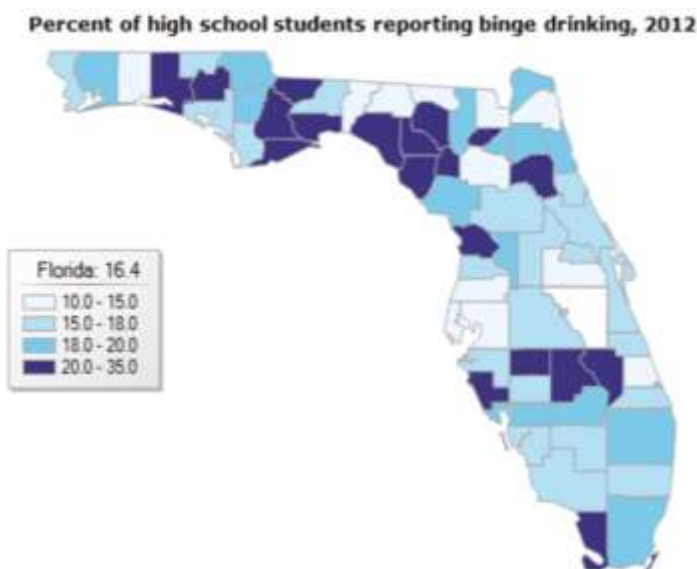 Percent of high school students reporting binge drinking, 2012
Florida: 16.4
10.0 - 15.0
15.0 - 18.0
18.0 - 20.0
20.0 - 35.0